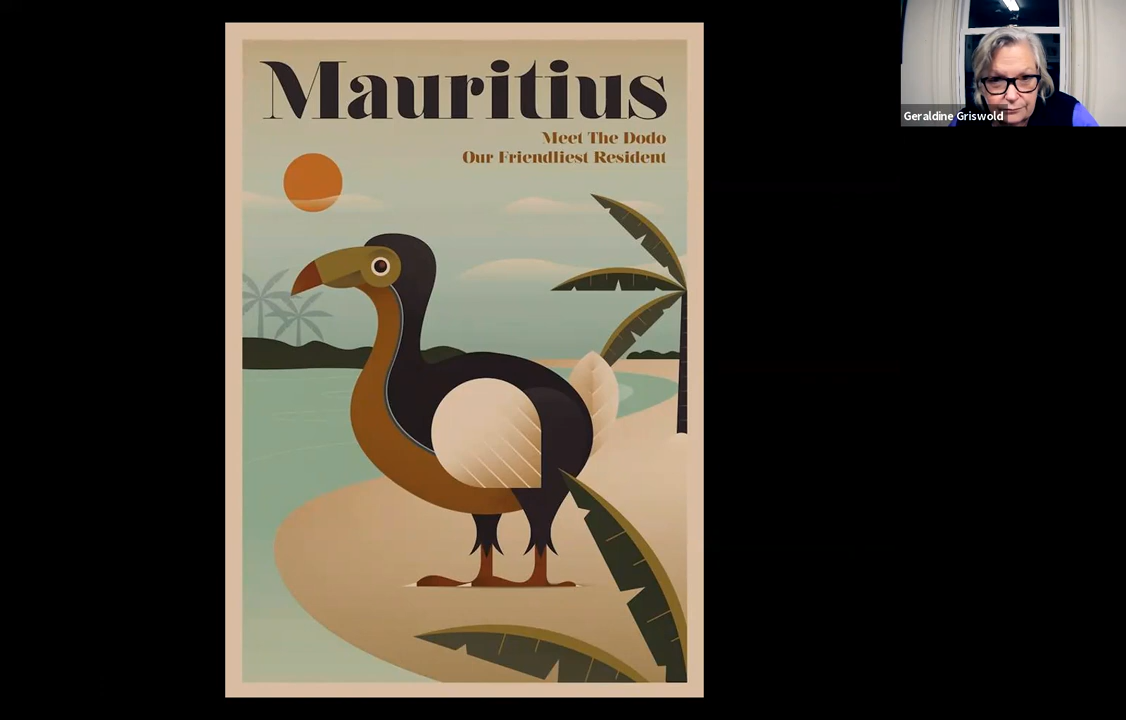 Mauritius
Meet The Dodo
Our Friendliest Resident
Geraldine Griswold